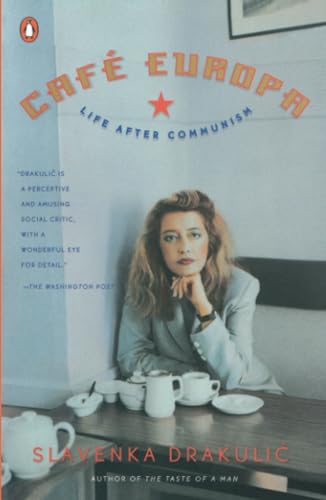 CAFÉ EUROPA
LIFE AFTER COMMUNISM
"DRAKULIĆ IS
A PERCEPTIVE
AND AMUSING
SOCIAL CRITIC,
WITH A
WONDERFUL EYE
FOR DETAIL."
—THE WASHINGTON POST
SLAVENKA DRAKULIĆ
AUTHOR OF THE TASTE OF A MAN